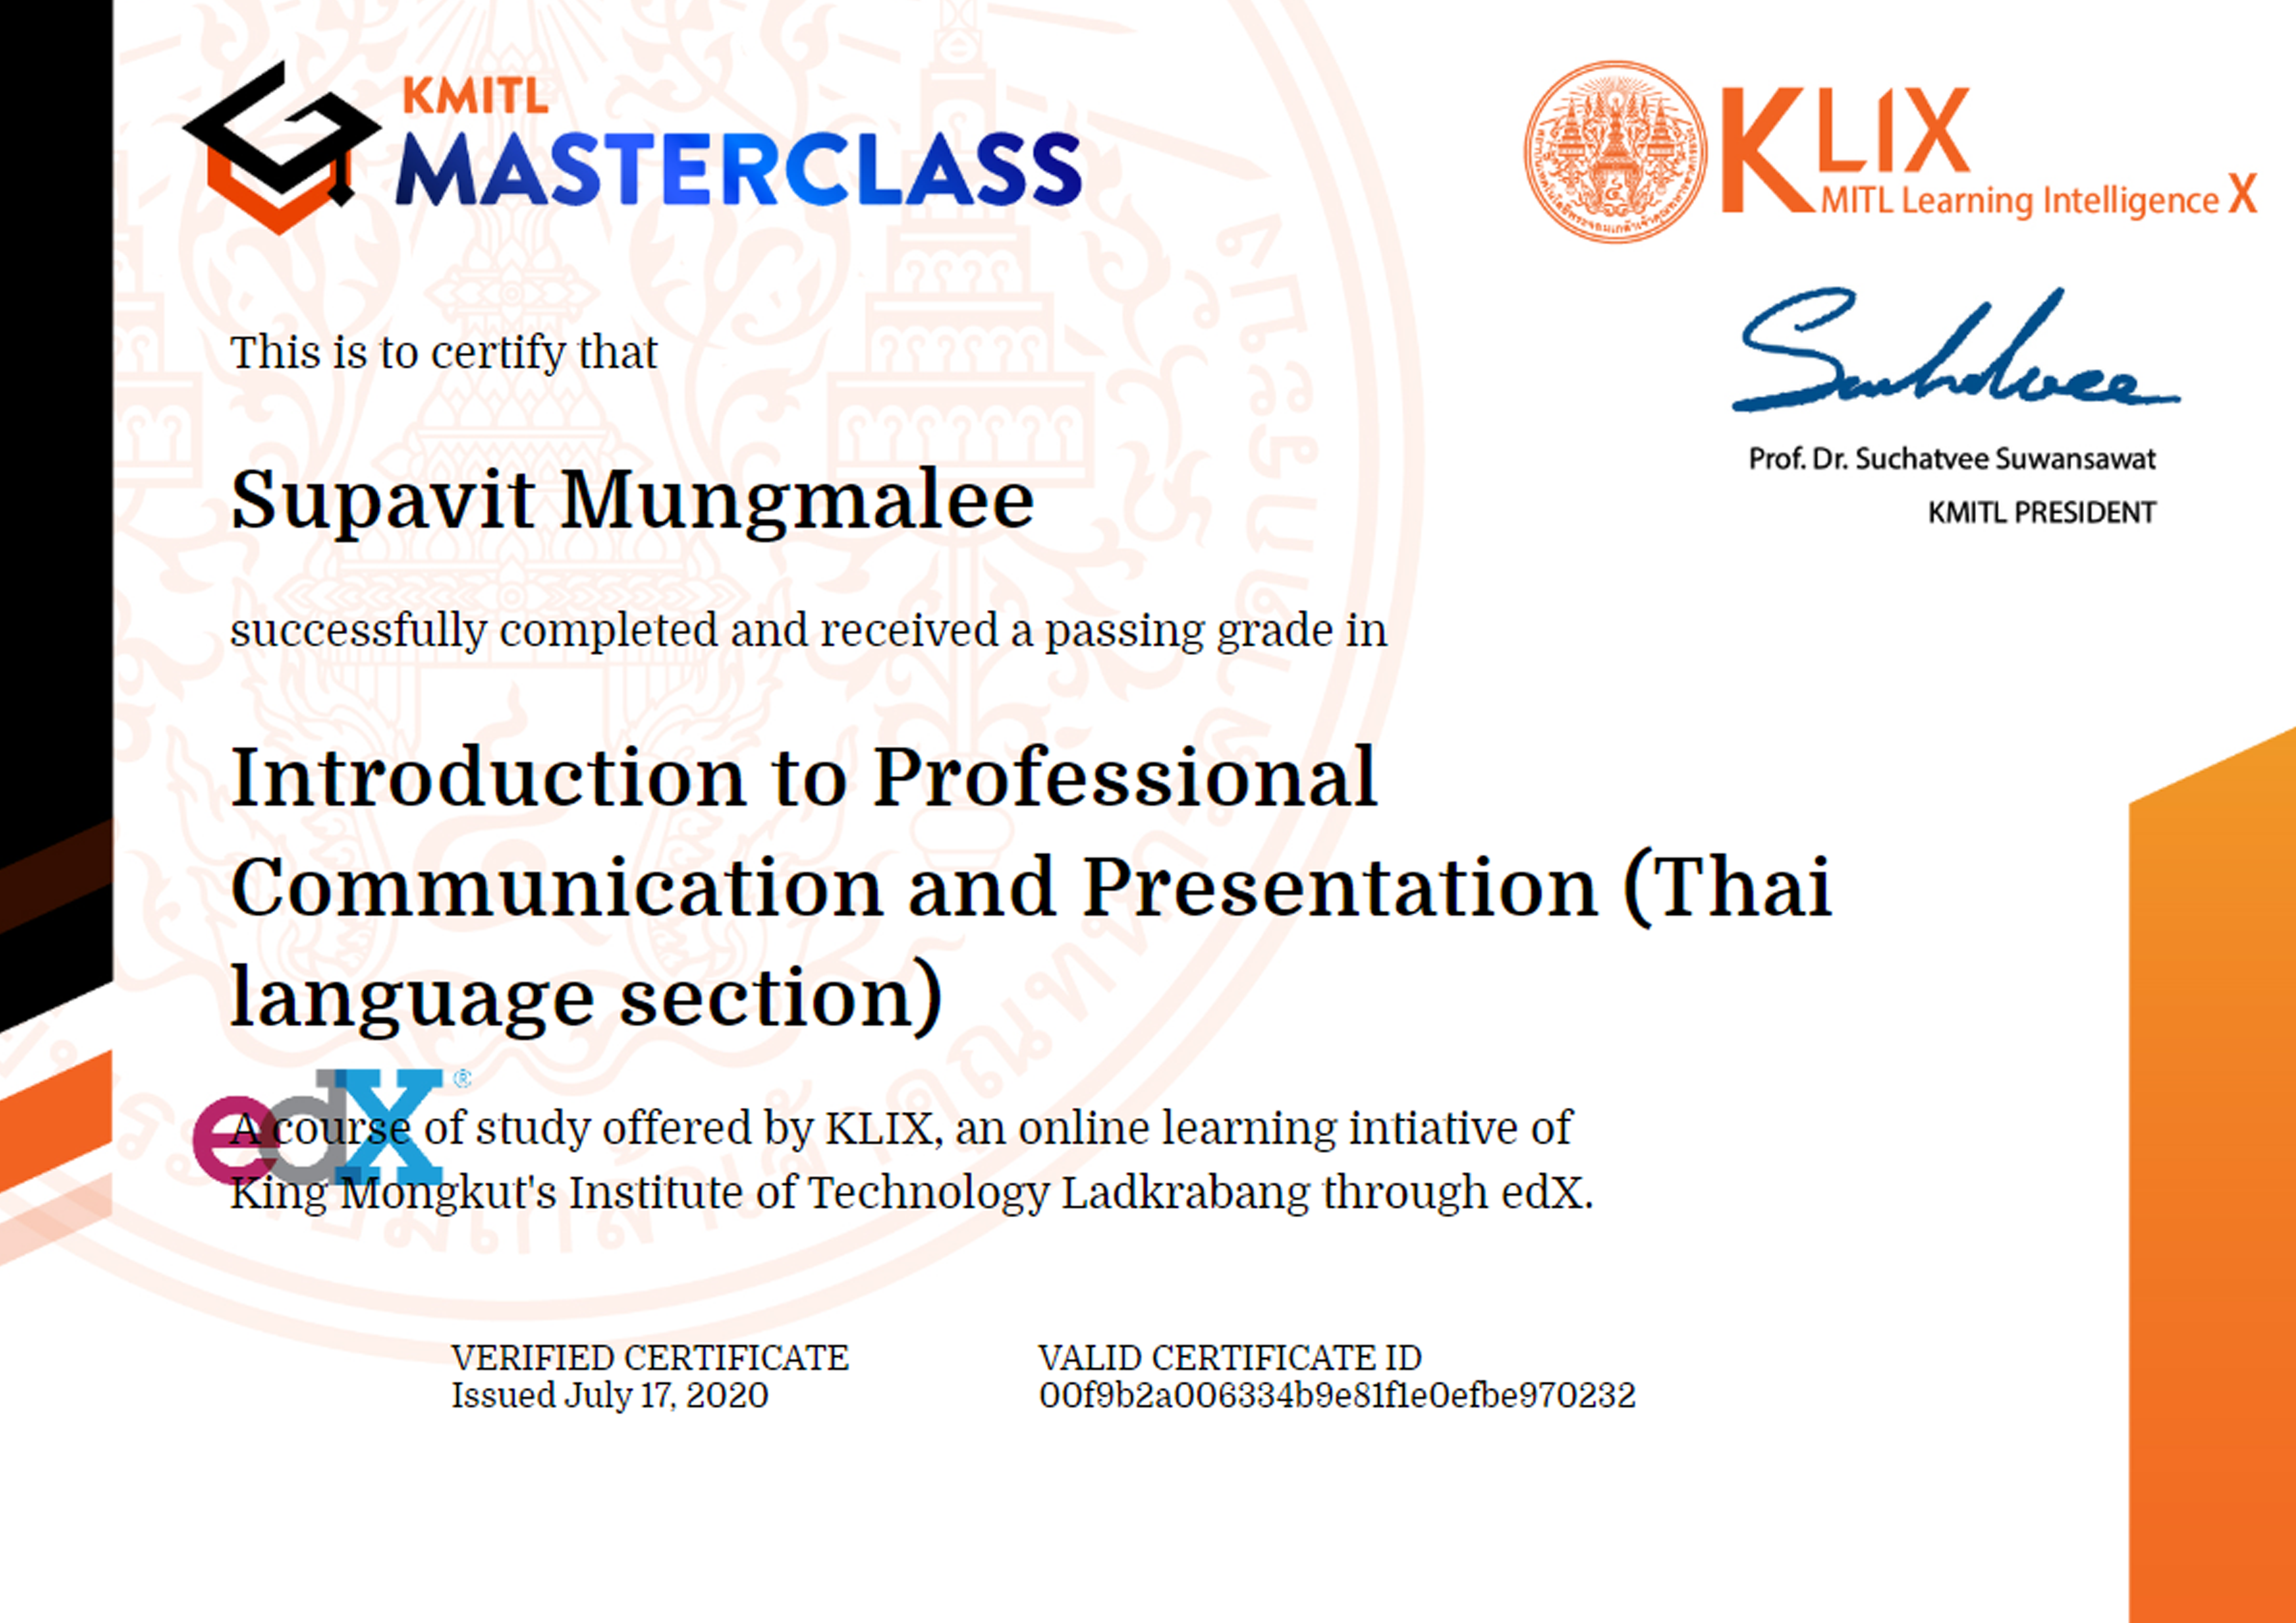 KMITL
MASTERCLASS
KLIX
MITL Learning Intelligence X
Prof. Dr. Suchatvee Suwansawat
KMITL PRESIDENT
This is to certify that
Supavit Mungmalee
successfully completed and received a passing grade in
Introduction to Professional
Communication and Presentation (Thai
language section)
edX®
A course of study offered by KLIX, an online learning intiative of
King Mongkut's Institute of Technology Ladkrabang through edX.
VERIFIED CERTIFICATE
Issued July 17, 2020
VALID CERTIFICATE ID
00f9b2a006334b9e81f1e0efbe970232